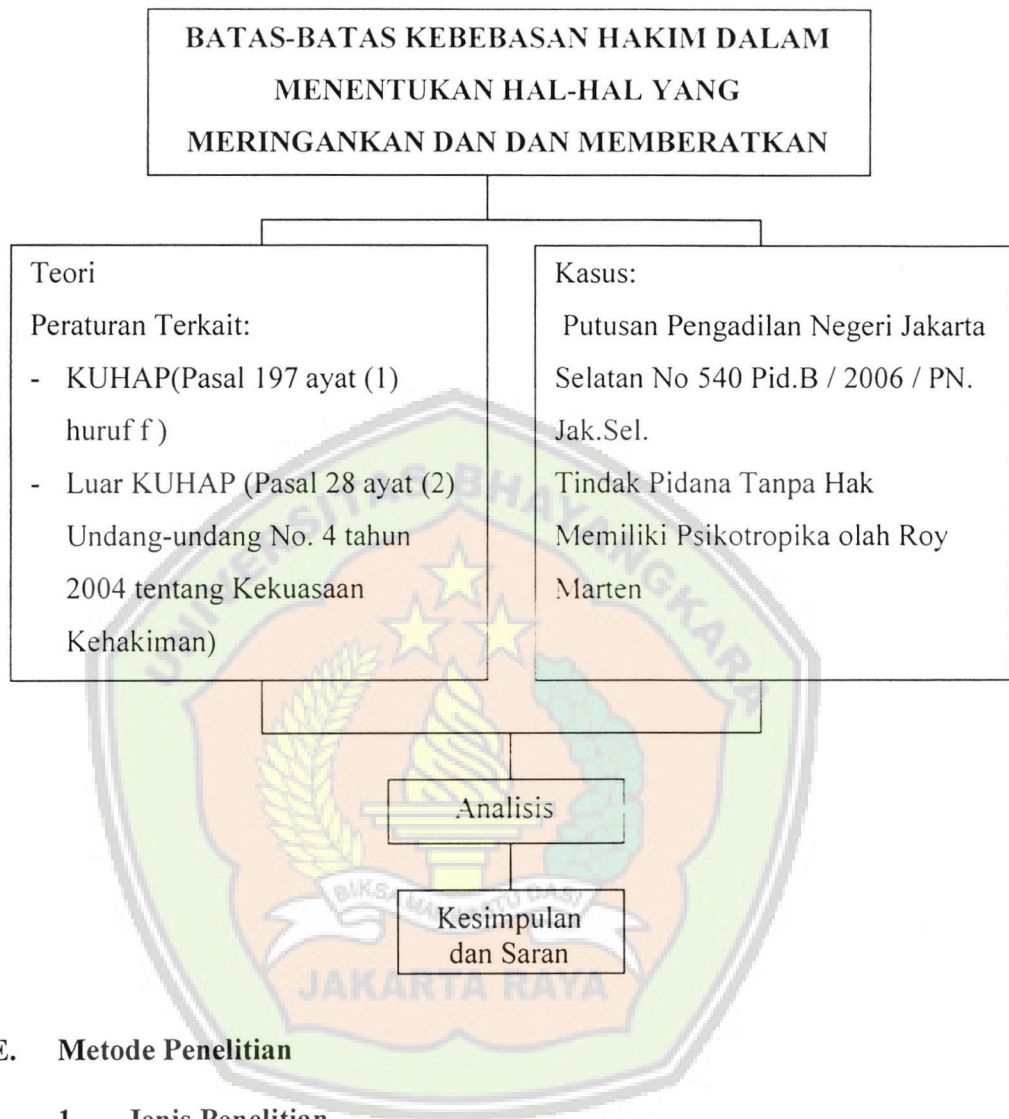 BATAS-BATAS KEBEBASAN HAKIM DALAM
MENENTUKAN HAL-HAL YANG
MERINGANKAN DAN DAN MEMBERATKAN
Teori
Peraturan Terkait:
- KUHAP(Pasal 197 ayat (1)
huruf f )
- Luar KUHAP (Pasal 28 ayat (2)
Undang-undang No. 4 tahun
2004 tentang Kekuasaan
Kehakiman)
Kasus:
Putusan Pengadilan Negeri Jakarta
Selatan No 540 Pid.B / 2006 / PN.
Jak.Sel.
Tindak Pidana Tanpa Hak
Memiliki Psikotropika olah Roy
Marten
Analisis
Kesimpulan
dan Saran
UNIVERSITAS BHAYANGKARA
JAKARTA RAYA
E. Metode Penelitian
1. Jenis Penelitian